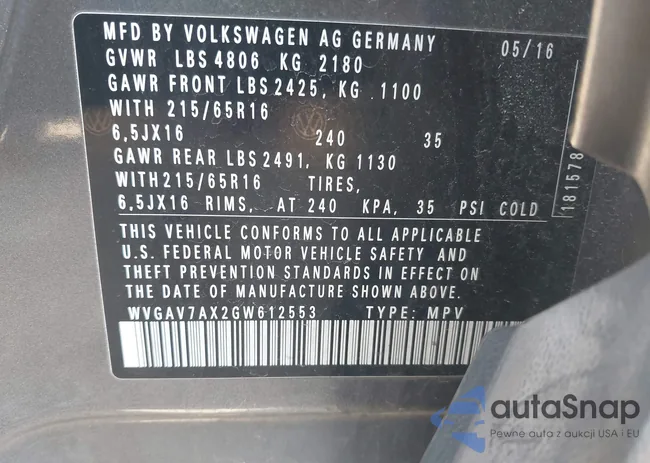 MFD BY VOLKSWAGEN AG GERMANY 05/16
GVWR LBS 4806 KG 2180
GAWR FRONT LBS 2425, KG 1100
WITH 215/65R16
6,5JX16 240 35
GAWR REAR LBS 2491, KG 1130
WITH 215/65R16 TIRES,
6,5JX16 RIMS, AT 240 KPA, 35 PSI COLD
THIS VEHICLE CONFORMS TO ALL APPLICABLE
U.S. FEDERAL MOTOR VEHICLE SAFETY AND
THEFT PREVENTION STANDARDS IN EFFECT ON
THE DATE OF MANUFACTURE SHOWN ABOVE.
WVGAV7AX2GW612553 TYPE: MPV
181578
autoSnap
Pewne auta z aukcji USA i EU